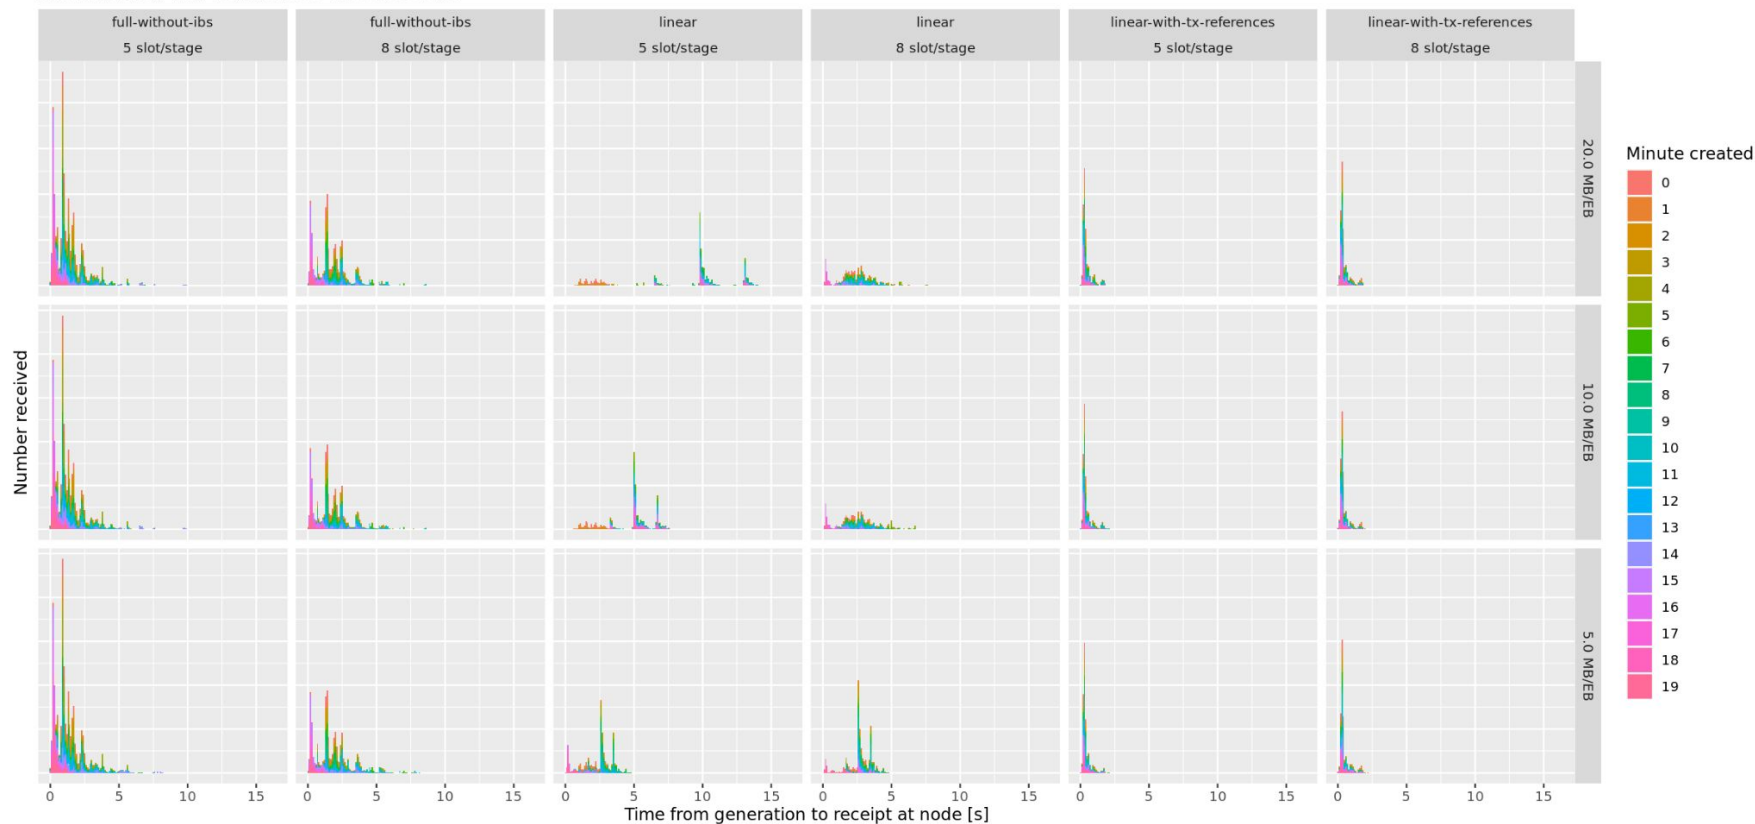 full-without-ibs full-without-ibs linear linear linear-with-tx-references linear-with-tx-references
5 slot/stage 8 slot/stage 5 slot/stage 8 slot/stage 5 slot/stage 8 slot/stage
20.0 MB/EB
10.0 MB/EB
5.0 MB/EB
Number received
0 5 10 15 0 5 10 15 0 5 10 15 0 5 10 15 0 5 10 15 0 5 10 15
Time from generation to receipt at node [s]
Minute created
0
1
2
3
4
5
6
7
8
9
10
11
12
13
14
15
16
17
18
19